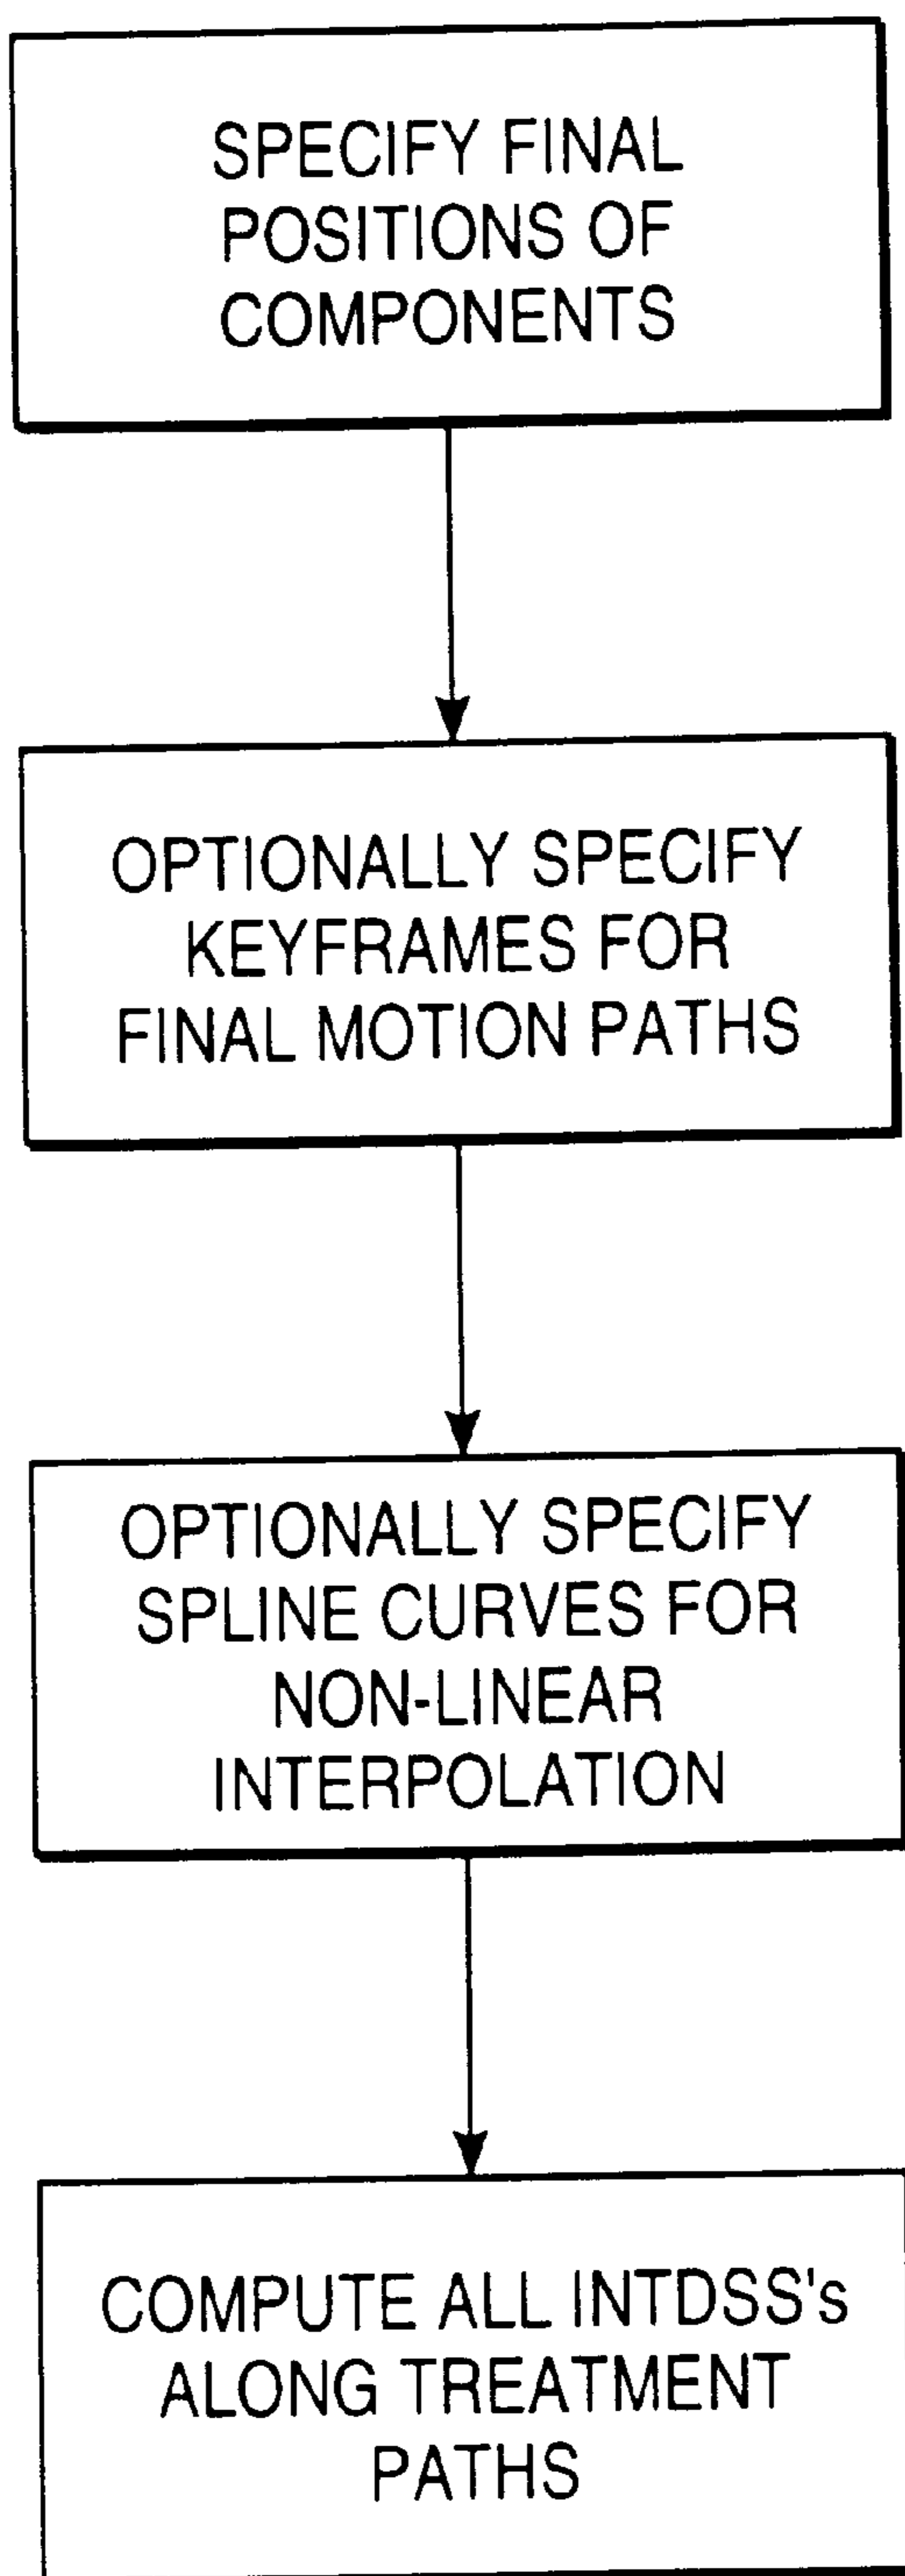 SPECIFY FINAL
POSITIONS OF
COMPONENTS
OPTIONALLY SPECIFY
KEYFRAMES FOR
FINAL MOTION PATHS
OPTIONALLY SPECIFY
SPLINE CURVES FOR
NON-LINEAR
INTERPOLATION
COMPUTE ALL INTDSS's
ALONG TREATMENT
PATHS